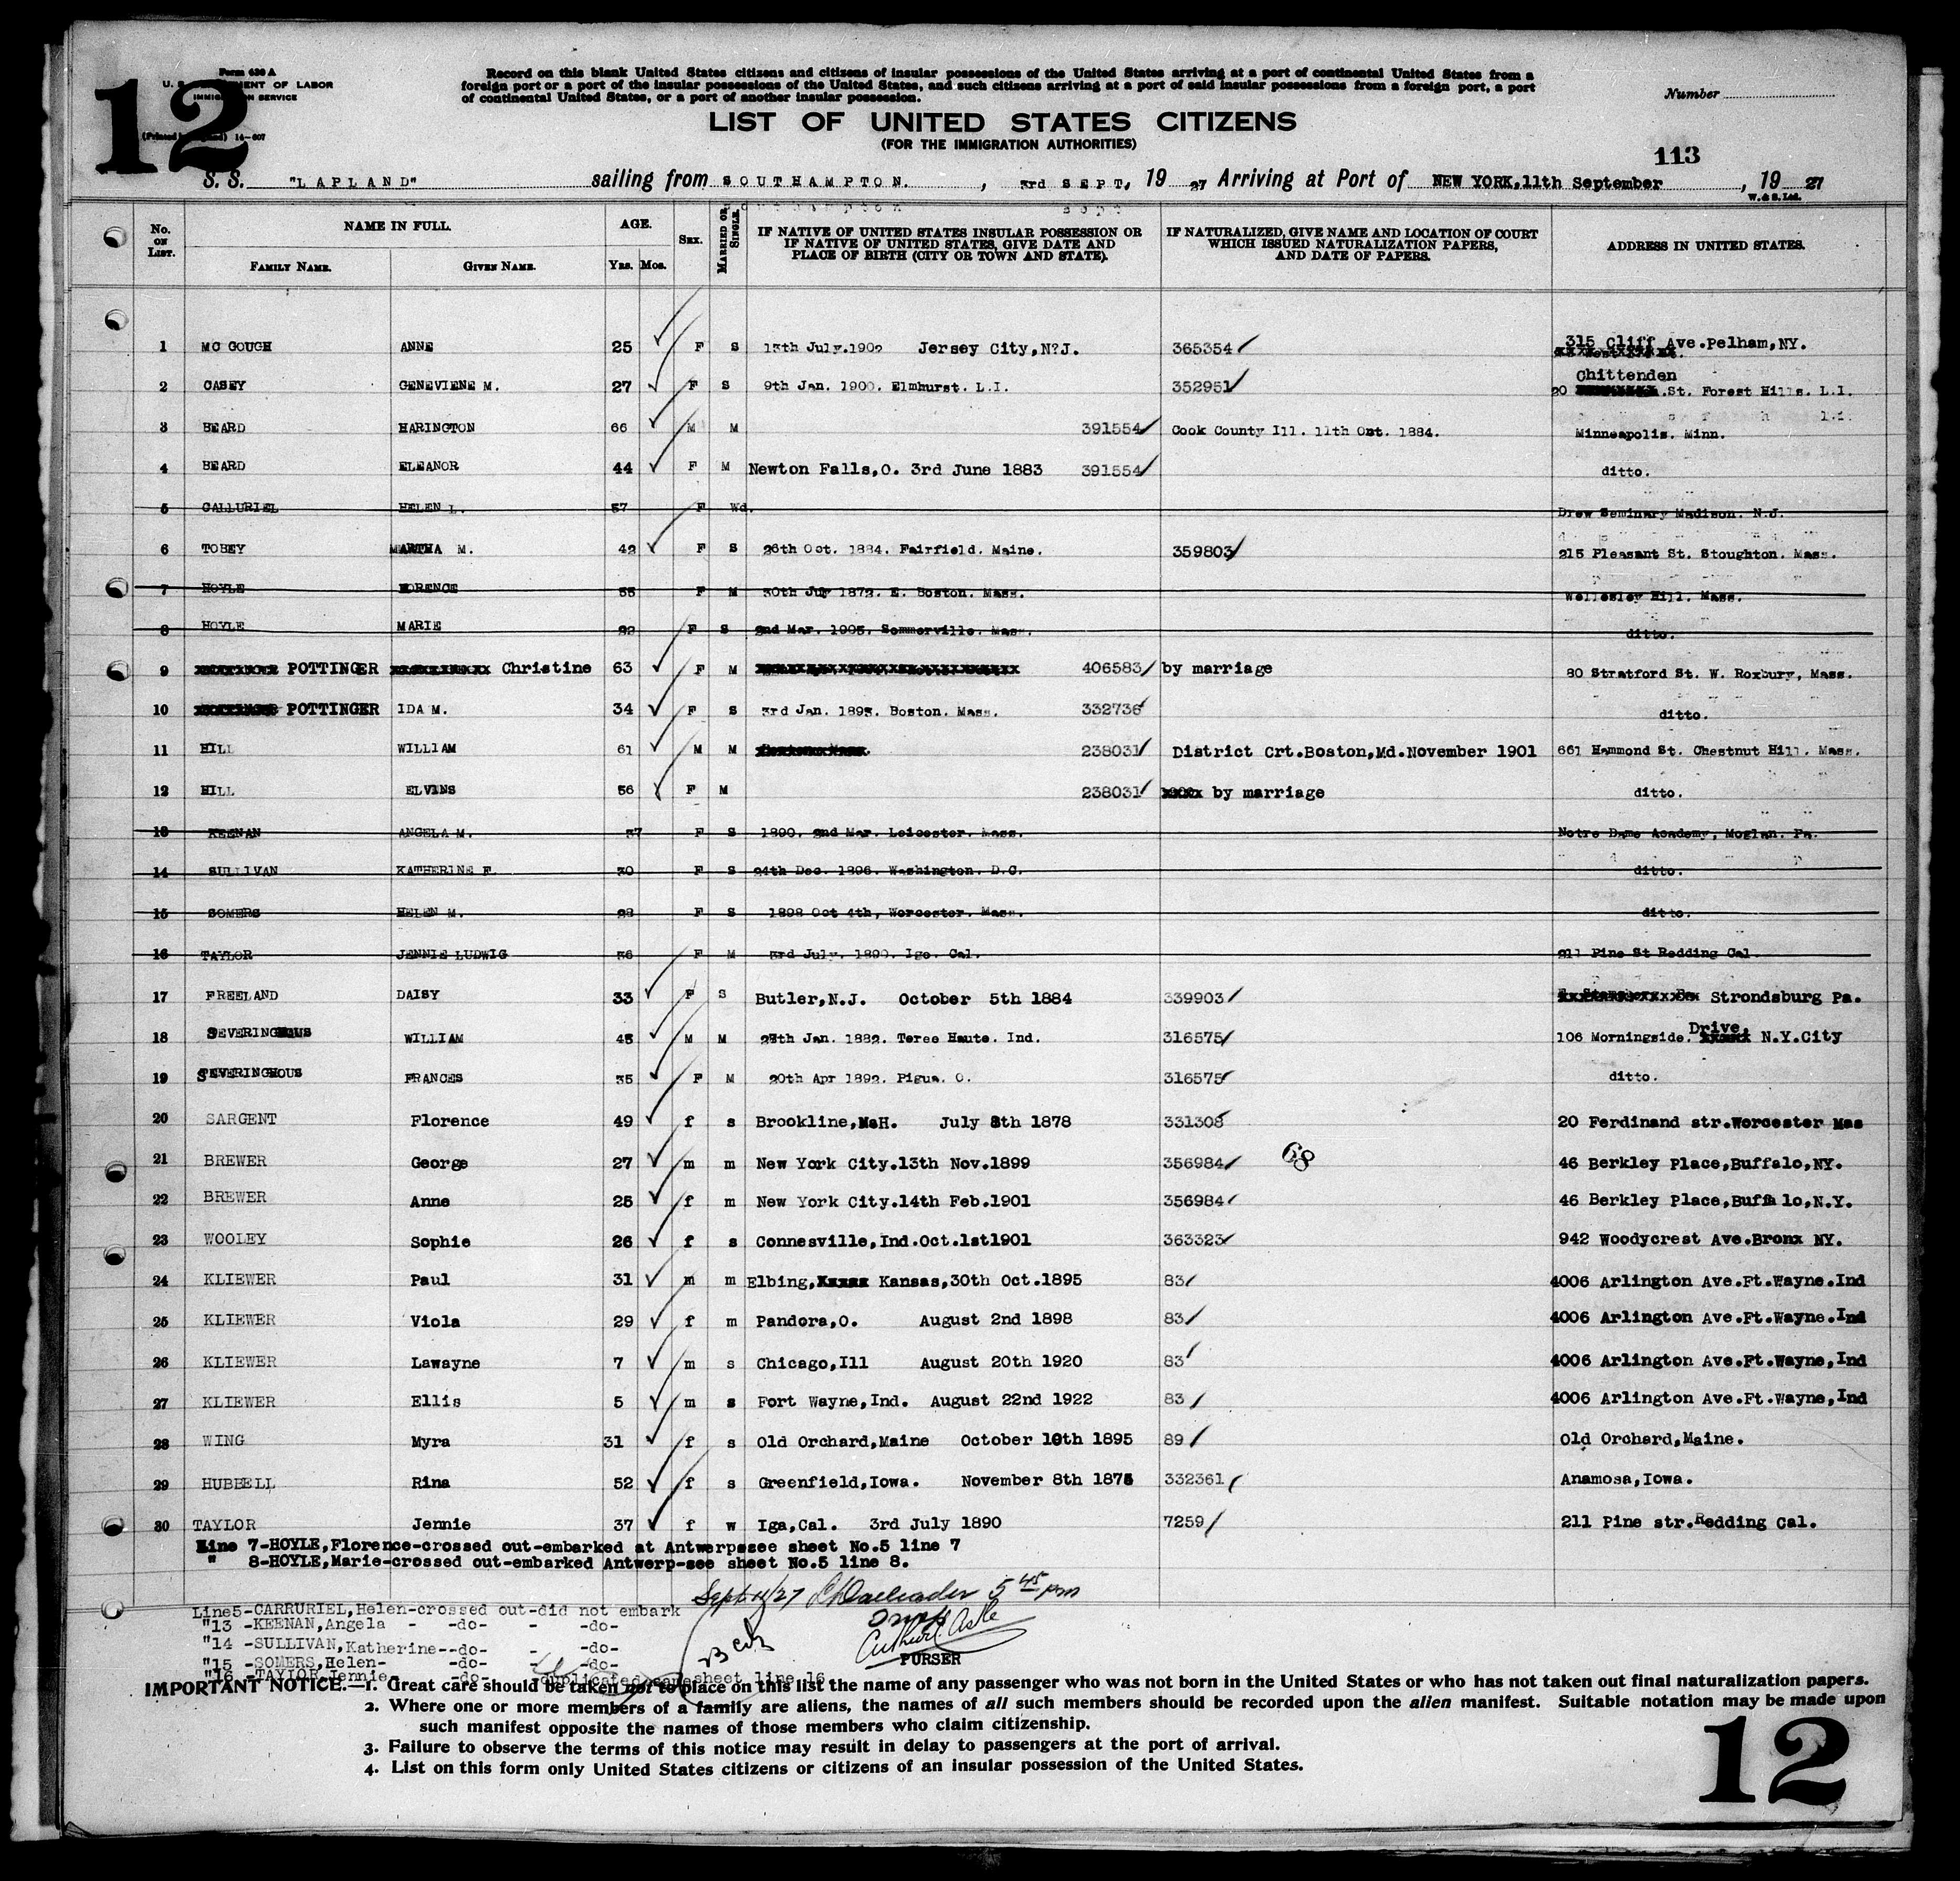 12
Form 630 A
U. S. DEPARTMENT OF LABOR
IMMIGRATION SERVICE
14-607
Record on this blank United States citizens and citizens of insular possessions of the United States arriving at a port of continental United States from a
foreign port or a port of the insular possessions of the United States, and such citizens arriving at a port of said insular possessions from a foreign port, a port
of continental United States, or a port of another insular possession.
Number
LIST OF UNITED STATES CITIZENS
(FOR THE IMMIGRATION AUTHORITIES)
113
S. S. "LAPLAND" sailing from SOUTHAMPTON. , 3rd SEPT, 19 27 Arriving at Port of NEW YORK,11th September , 19 27
W. & S. Ltd.
No. ON LIST. NAME IN FULL. FAMILY NAME. GIVEN NAME. AGE. YRS. MOS. SEX. MARRIED OR SINGLE. IF NATIVE OF UNITED STATES INSULAR POSSESSION OR IF NATIVE OF UNITED STATES, GIVE DATE AND PLACE OF BIRTH (CITY OR TOWN AND STATE). IF NATURALIZED, GIVE NAME AND LOCATION OF COURT WHICH ISSUED NATURALIZATION PAPERS, AND DATE OF PAPERS. ADDRESS IN UNITED STATES.
1 MC GOUGH ANNE 25 F S July.1902 Jersey City,N?J. 365354 315 Cliff Ave.Pelham,NY.
2 CASEY GENEVIENE M. 27 F S 9th Jan. 1900. Elmhurst. L.I. 352951 20 Chittenden St. Forest Hills. L.I.
3 BEARD HARINGTON 66 M M 391554 Cook County Ill. 11th Oct. 1884. Minneapolis. Minn.
4 BEARD ELEANOR 44 F M Newton Falls,O. 3rd June 1883 391554 ditto.
5 CALLURIEL HELEN L. 57 F Wd. Drew Seminary Madison. N.J.
6 TOBEY MARTHA M. 42 F S 26th Oct. 1884. Fairfield. Maine. 359803 215 Pleasant St. Stoughton. Mass.
7 HOYLE FORENCE 55 F M 30th July 1872. E. Boston. Mass. Wellesley Hill. Mass.
8 HOYLE MARIE 22 F S 2nd Mar. 1905. Sommerville. Mass. ditto.
9 POTTINGER Christine 63 F M 406583 by marriage 80 Stratford St. W. Roxbury, Mass.
10 POTTINGER IDA M. 34 F S 3rd Jan. 1893. Boston. Mass. 332736 ditto.
11 HILL WILLIAM 61 M M 238031 District Crt.Boston,Md.November 1901 661 Hammond St. Chestnut Hill. Mass.
12 HILL ELVINS 56 F M 238031 by marriage ditto.
13 KEENAN ANGELA M. 37 F S 1890. 2nd Mar. Leicester. Mass. Notre Dame Academy, Moglan. Pa.
14 SULLIVAN KATHERINE F 30 F S 24th Dec. 1896. Washington. D.C. ditto.
15 SOMERS HELEN M. 28 F S 1898 Oct 4th, Worcester. Mass. ditto.
16 TAYLOR JENNIE LUDWIG 36 F M 3rd July. 1890. Igo. Cal. 211 Pine St Redding Cal.
17 FREELAND DAISY 33 F S Butler,N.J. October 5th 1884 339903 Strondsburg Pa.
18 SEVERINGHOUS WILLIAM 45 M M Jan. 1882. Teree Haute. Ind. 316575 106 Morningside. Drive. N.Y.City
19 SEVERINGHOUS FRANCES 35 F M 20th Apr 1892. Piqua. O. 316575 ditto.
20 SARGENT Florence 49 f s Brookline,MsH. July 8th 1878 331308 20 Ferdinand str.Worcester Mas
21 BREWER George 27 m m New York City.13th Nov.1899 356984 68 46 Berkley Place,Buffalo,NY.
22 BREWER Anne 25 f m New York City.14th Feb.1901 356984 46 Berkley Place,Buffa lo,N.Y.
23 WOOLEY Sophie 26 f s Connesville,Ind.Oct.1st1901 363323 942 Woodycrest Ave.Bronx NY.
24 KLIEWER Paul 31 m m Elbing, Kansas,30th Oct.1895 83 4006 Arlington Ave.Ft.Wayne.Ind
25 KLIEWER Viola 29 f m Pandora,O. August 2nd 1898 83 4006 Arlington Ave.Ft.Wayne.Ind
26 KLIEWER Lawayne 7 m s Chicago,Ill August 20th 1920 83 4006 Arlington Ave.Ft.Wayne,Ind
27 KLIEWER Ellis 5 m s Fort Wayne,Ind. August 22nd 1922 83 4006 Arlington Ave.Ft.Wayne,Ind
28 WING Myra 31 f s Old Orchard,Maine October 10th 1895 89 Old Orchard,Maine.
29 HUBBELL Rina 52 f s Greenfield,Iowa. November 8th 1875 332361 Anamosa,Iowa.
30 TAYLOR Jennie 37 f w Iga,Cal. 3rd July 1890 7259 211 Pine str.Redding Cal.
Line 7-HOYLE,Florence-crossed out-embarked at Antwerp-see sheet No.5 line 7
" 8-HOYLE,Marie-crossed out-embarked Antwerp-see sheet No.5 line 8.
Sept 11/27 5 45 pm
Line5-CARRURIEL,Helen-crossed out-did not embark
"13 -KEENAN,Angela - -do- - -do-
"14 -SULLIVAN,Katherine--do- - -do-
"15 -SOMERS,Helen- -do- - -do-
"16 -TAYLOR,Jennie- -do- duplicated sheet line 16
PURSER
IMPORTANT NOTICE.—1. Great care should be taken not to place on this list the name of any passenger who was not born in the United States or who has not taken out final naturalization papers.
2. Where one or more members of a family are aliens, the names of all such members should be recorded upon the alien manifest. Suitable notation may be made upon
such manifest opposite the names of those members who claim citizenship.
3. Failure to observe the terms of this notice may result in delay to passengers at the port of arrival.
4. List on this form only United States citizens or citizens of an insular possession of the United States.
12